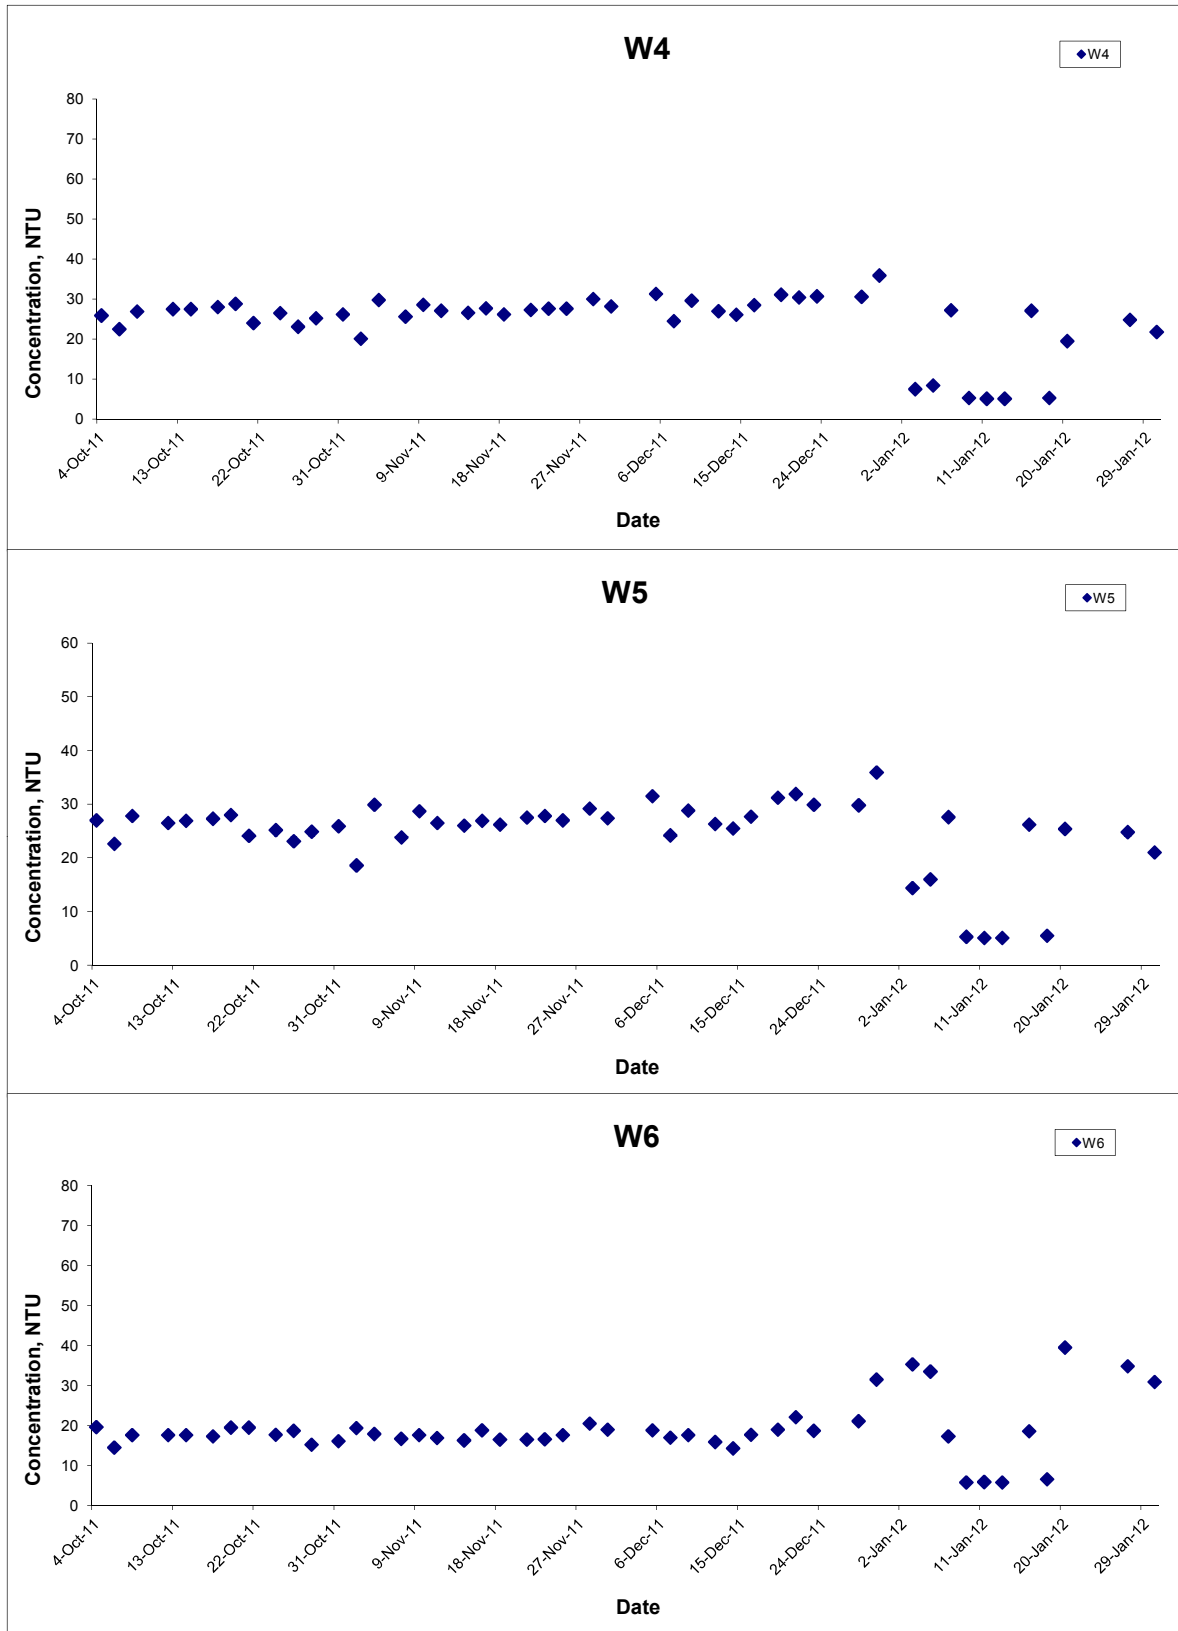 W4
W4
80
70
60
50
40
30
20
10
0
Concentration, NTU
4-Oct-11
13-Oct-11
22-Oct-11
31-Oct-11
9-Nov-11
18-Nov-11
27-Nov-11
6-Dec-11
15-Dec-11
24-Dec-11
2-Jan-12
11-Jan-12
20-Jan-12
29-Jan-12
Date
W5
W5
60
50
40
30
20
10
0
Concentration, NTU
4-Oct-11
13-Oct-11
22-Oct-11
31-Oct-11
9-Nov-11
18-Nov-11
27-Nov-11
6-Dec-11
15-Dec-11
24-Dec-11
2-Jan-12
11-Jan-12
20-Jan-12
29-Jan-12
Date
W6
W6
80
70
60
50
40
30
20
10
0
Concentration, NTU
4-Oct-11
13-Oct-11
22-Oct-11
31-Oct-11
9-Nov-11
18-Nov-11
27-Nov-11
6-Dec-11
15-Dec-11
24-Dec-11
2-Jan-12
11-Jan-12
20-Jan-12
29-Jan-12
Date